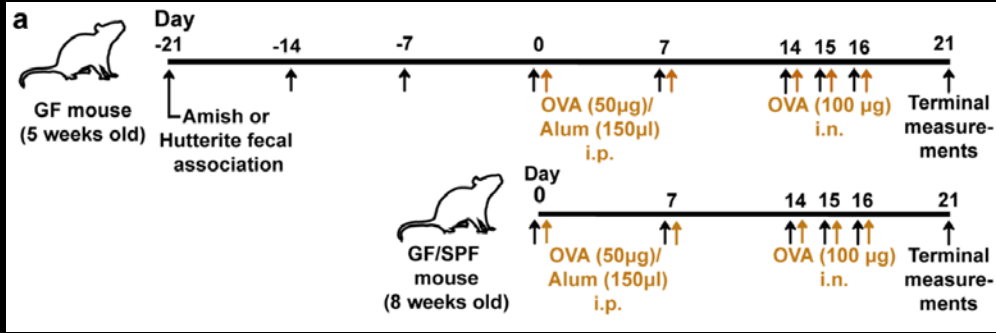 a
Day
-21 -14 -7 0 7 14 15 16 21
GF mouse
(5 weeks old)
Amish or
Hutterite fecal
association
OVA (50µg)/
Alum (150µl)
i.p.
OVA (100 µg)
i.n.
Terminal
measure-
ments
Day
0 7 14 15 16 21
GF/SPF
mouse
(8 weeks old)
OVA (50µg)/
Alum (150µl)
i.p.
OVA (100 µg)
i.n.
Terminal
measure-
ments